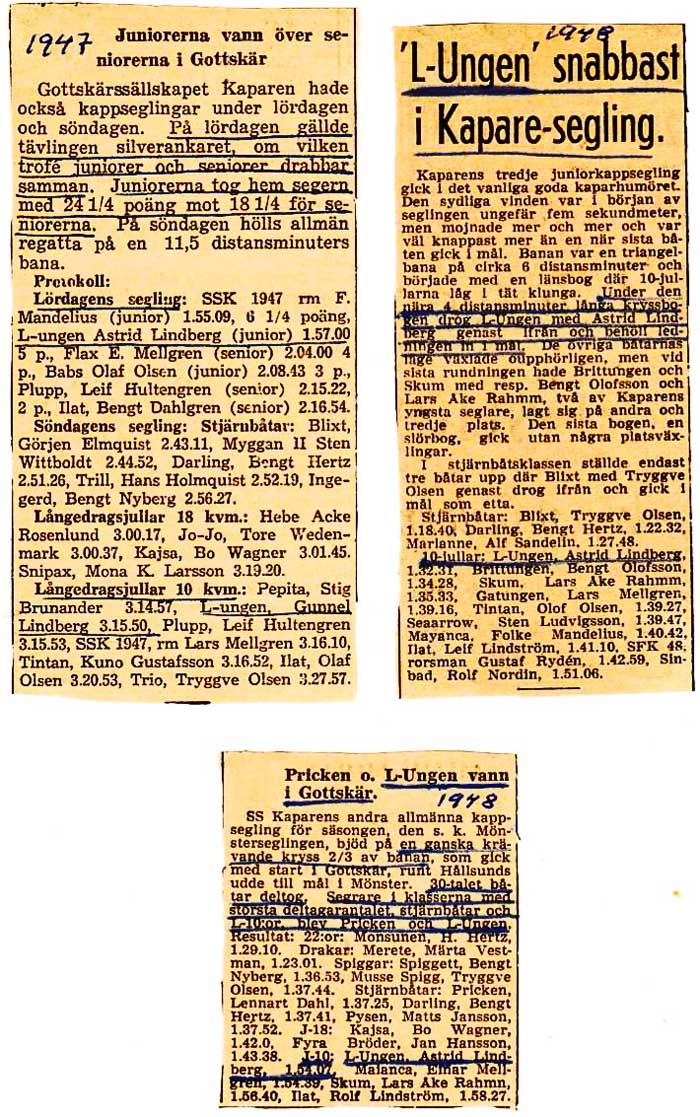 1947 Juniorerna vann över se-
niorerna i Gottskär
Gottskärssällskapet Kaparen hade
också kappseglingar under lördagen
och söndagen. På lördagen gällde
tävlingen silverankaret, om vilken
trofé juniorer och seniorer drabbar
samman. Juniorerna tog hem segern
med 24 1/4 poäng mot 18 1/4 för se-
niorerna. På söndagen hölls allmän
regatta på en 11,5 distansminuters
bana.
Protokoll:
Lördagens segling: SSK 1947 rm F.
Mandelius (junior) 1.55.09, 6 1/4 poäng,
L-ungen Astrid Lindberg (junior) 1.57.00
5 p., Flax E. Mellgren (senior) 2.04.00 4
p., Babs Olaf Olsen (junior) 2.08.43 3 p.,
Plupp, Leif Hultengren (senior) 2.15.22,
2 p., Ilat, Bengt Dahlgren (senior) 2.16.54.
Söndagens segling: Stjärnbåtar: Blixt,
Görjen Elmquist 2.43.11, Myggan II Sten
Wittboldt 2.44.52, Darling, Bengt Hertz
2.51.26, Trill, Hans Holmquist 2.52.19, Inge-
gerd, Bengt Nyberg 2.56.27.
Långedragsjullar 18 kvm.: Hebe Acke
Rosenlund 3.00.17, Jo-Jo, Tore Weden-
mark 3.00.37, Kajsa, Bo Wagner 3.01.45.
Snipax, Mona K. Larsson 3.19.20.
Långedragsjullar 10 kvm.: Pepita, Stig
Brunander 3.14.57, L-ungen, Gunnel
Lindberg 3.15.50, Plupp, Leif Hultengren
3.15.53, SSK 1947, rm Lars Mellgren 3.16.10,
Tintan, Kuno Gustafsson 3.16.52, Ilat, Olaf
Olsen 3.20.53, Trio, Tryggve Olsen 3.27.57.
1948
'L-Ungen' snabbast
i Kapare-segling.
Kaparens tredje juniorkappsegling
gick i det vanliga goda kaparhumöret.
Den sydliga vinden var i början av
seglingen ungefär fem sekundmeter,
men mojnade mer och mer och var
väl knappast mer än en när sista bå-
ten gick i mål. Banan var en triangel-
bana på cirka 6 distansminuter och
började med en länsbog där 10-jul-
larna låg i tät klunga. Under den
nära 4 distansminuter långa kryssbo-
gen drog L-Ungen med Astrid Lind-
berg genast ifrån och behöll led-
ningen in i mål. De övriga båtarnas
läge växlade oupphörligen, men vid
sista rundningen hade Brittungen och
Skum med resp. Bengt Olofsson och
Lars Ake Rahmm, två av Kaparens
yngsta seglare, lagt sig på andra och
tredje plats. Den sista bogen, en
slörbog, gick utan några platsväx-
lingar.
I stjärnbåtsklassen ställde endast
tre båtar upp där Blixt med Tryggve
Olsen genast drog ifrån och gick i
mål som etta.
Stjärnbåtar: Blixt, Tryggve Olsen,
1.18.40, Darling, Bengt Hertz, 1.22.32,
Marianne, Alf Sandelin, 1.27.48.
10-jullar: L-Ungen, Astrid Lindberg,
1.32.31, Brittungen, Bengt Olofsson,
1.34.28, Skum, Lars Ake Rahmm,
1.35.33, Gatungen, Lars Mellgren,
1.39.16, Tintan, Olof Olsen, 1.39.27,
Seaarrow, Sten Ludvigsson, 1.39.47,
Mayanca, Folke Mandelius, 1.40.42,
Ilat, Leif Lindström, 1.41.10, SFK 48,
rorsman Gustaf Rydén, 1.42.59, Sin-
bad, Rolf Nordin, 1.51.06.
Pricken o. L-Ungen vann
i Gottskär.
1948
SS Kaparens andra allmänna kapp-
segling för säsongen, den s. k. Mön-
sterseglingen, bjöd på en ganska krä-
vande kryss 2/3 av banan, som gick
med start i Gottskär, runt Hållsunds
udde till mål i Mönster. 30-talet bå-
tar deltog. Segrare i klasserna med
största deltagarantalet, stjärnbåtar och
L-10:or, blev Pricken och L-Ungen.
Resultat: 22:or: Monsunen, H. Hertz,
1.29.10. Drakar: Merete, Märta Vest-
man, 1.23.01. Spiggar: Spiggett, Bengt
Nyberg, 1.36.53, Musse Spigg, Tryggve
Olsen, 1.37.44. Stjärnbåtar: Pricken,
Lennart Dahl, 1.37.25, Darling, Bengt
Hertz, 1.37.41, Pysen, Matts Jansson,
1.37.52. J-18: Kajsa, Bo Wagner,
1.42.0, Fyra Bröder, Jan Hansson,
1.43.38. J-10: L-Ungen, Astrid Lind-
berg, 1.54.07, Maianca, Einar Mell-
gren, 1.54.39, Skum, Lars Ake Rahmn,
1.56.40, Ilat, Rolf Lindström, 1.58.27.